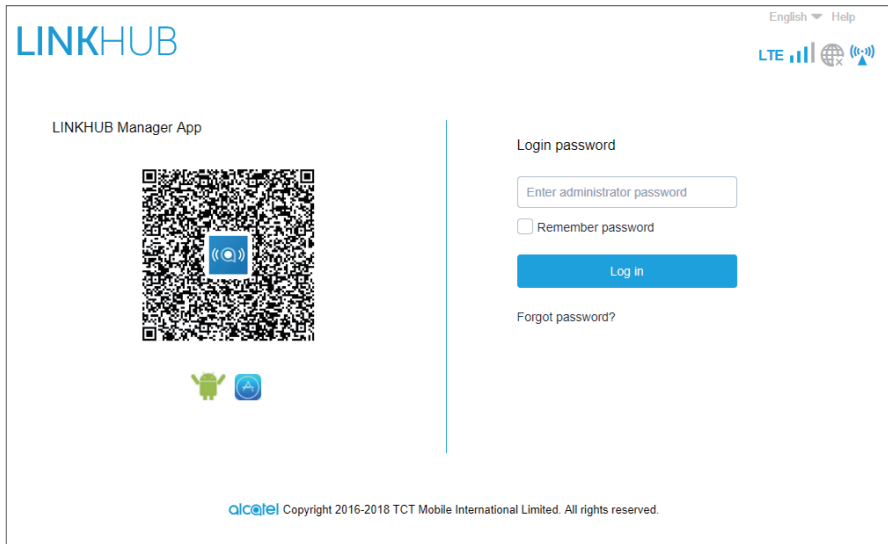 English Help
LINKHUB
LTE
LINKHUB Manager App
Login password
Enter administrator password
Remember password
Log in
Forgot password?
alcatel Copyright 2016-2018 TCT Mobile International Limited. All rights reserved.